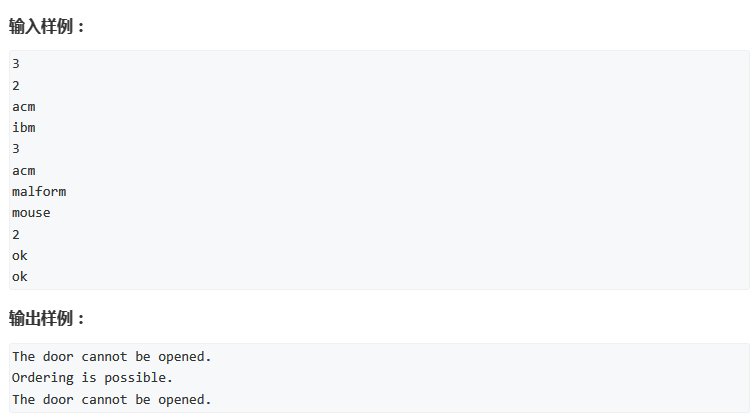 输入样例：
3
2
acm
ibm
3
acm
malform
mouse
2
ok
ok
输出样例：
The door cannot be opened.
Ordering is possible.
The door cannot be opened.